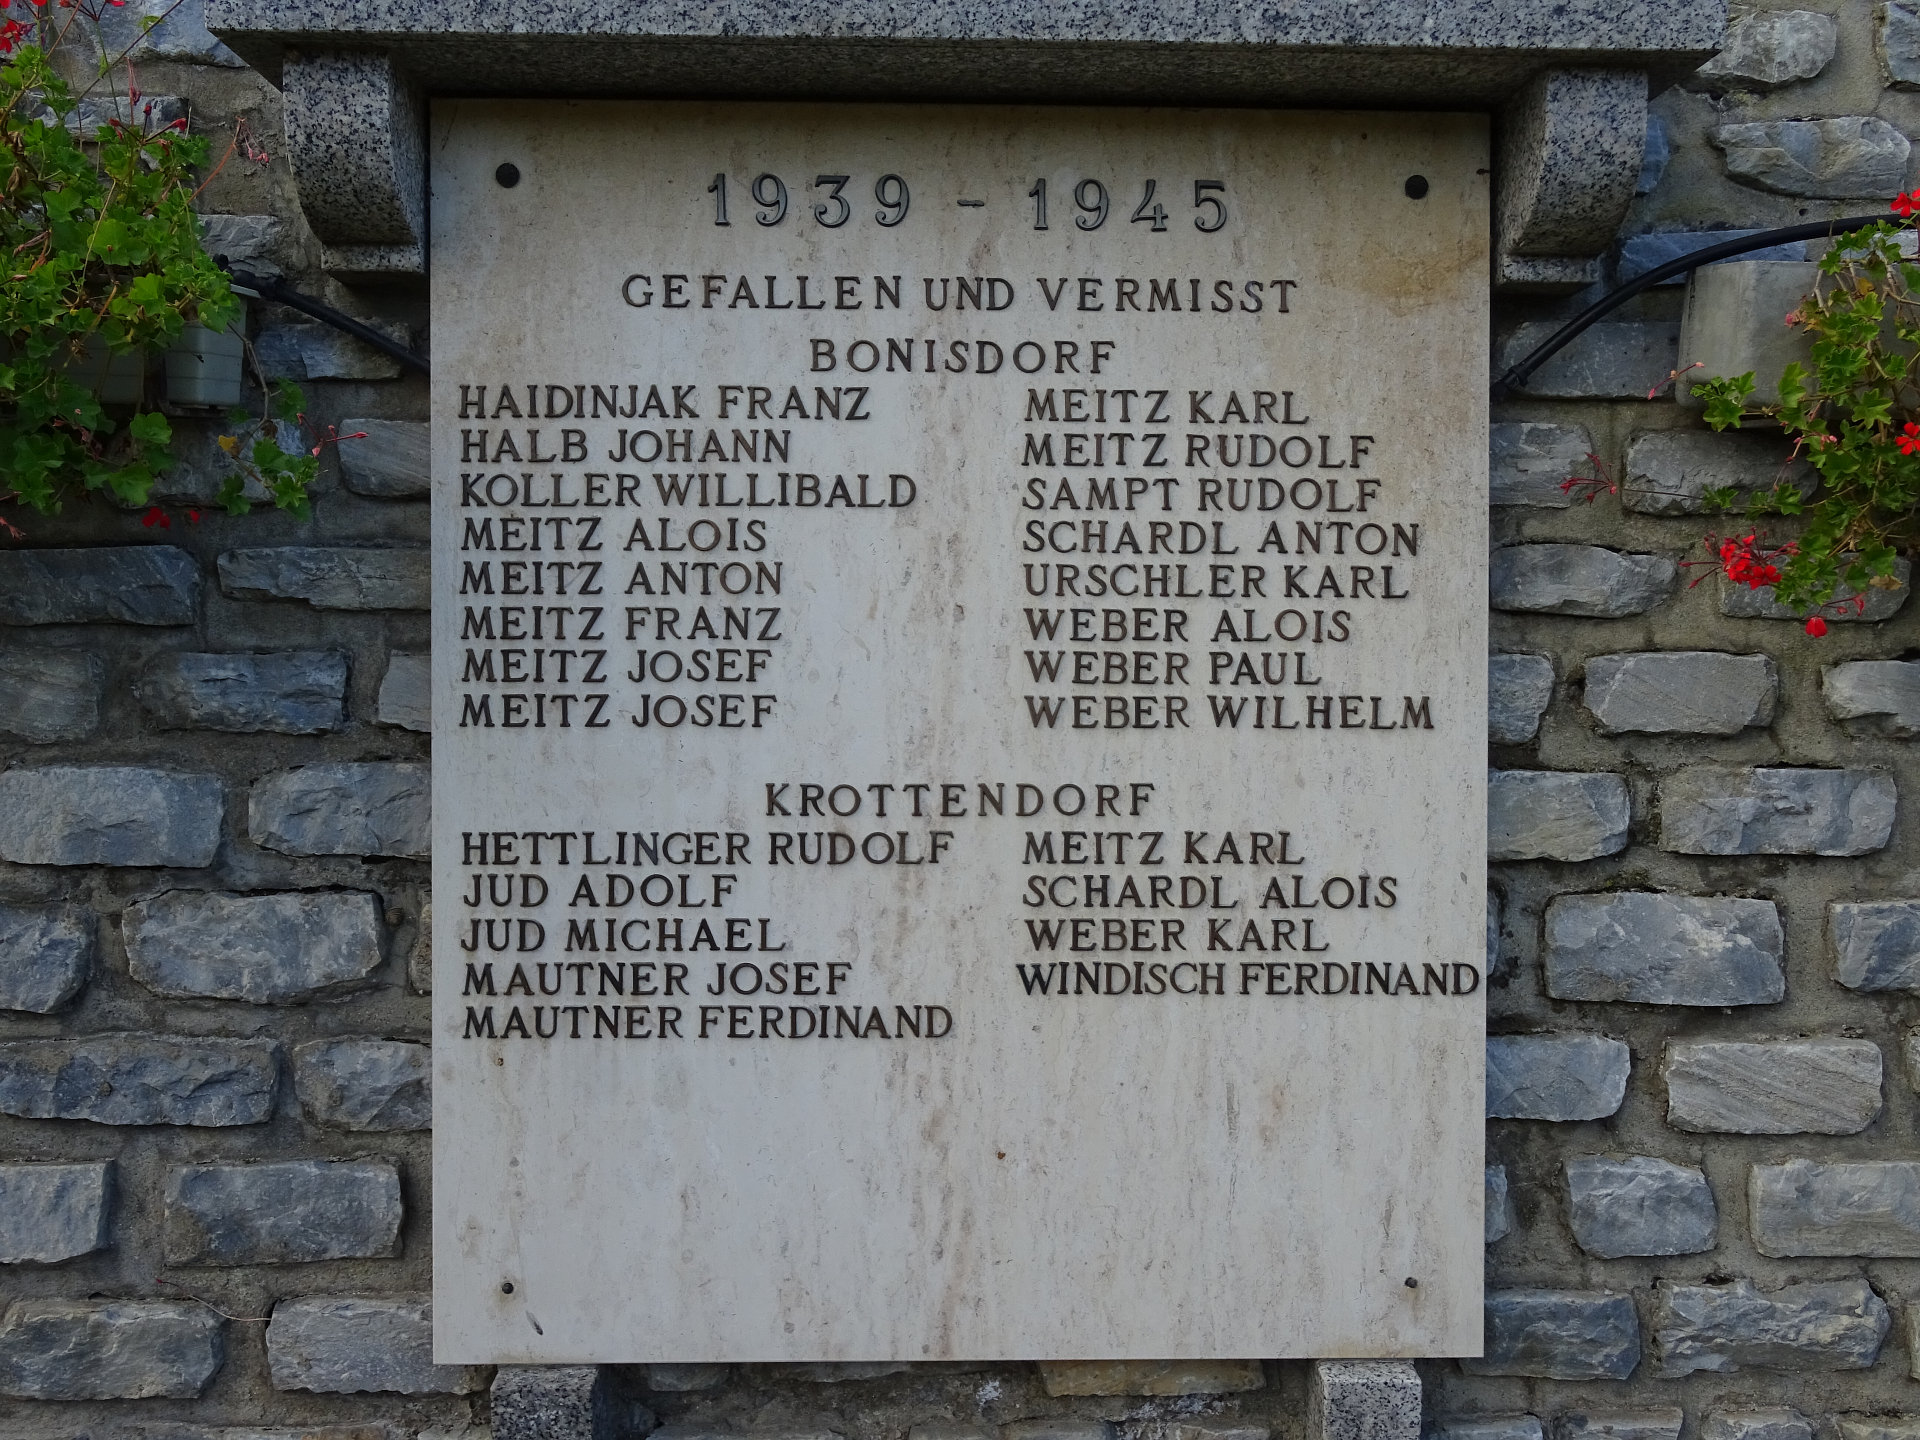 1939 - 1945
GEFALLEN UND VERMISST
BONISDORF
HAIDINJAK FRANZ
HALB JOHANN
KOLLER WILLIBALD
MEITZ ALOIS
MEITZ ANTON
MEITZ FRANZ
MEITZ JOSEF
MEITZ JOSEF
MEITZ KARL
MEITZ RUDOLF
SAMPT RUDOLF
SCHARDL ANTON
URSCHLER KARL
WEBER ALOIS
WEBER PAUL
WEBER WILHELM
KROTTENDORF
HETTLINGER RUDOLF
JUD ADOLF
JUD MICHAEL
MAUTNER JOSEF
MAUTNER FERDINAND
MEITZ KARL
SCHARDL ALOIS
WEBER KARL
WINDISCH FERDINAND